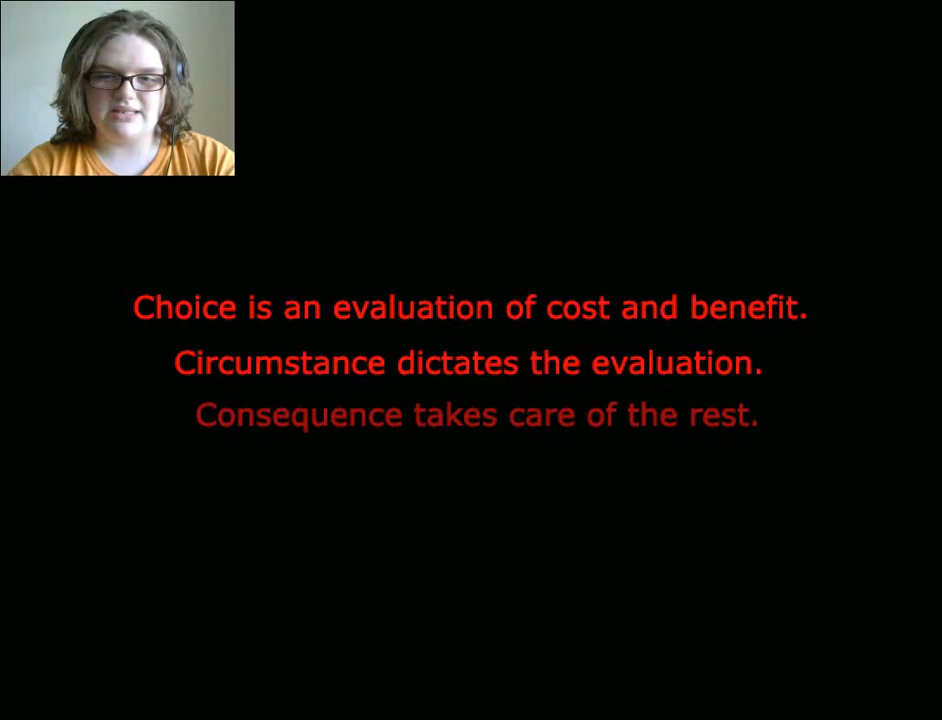 Choice is an evaluation of cost and benefit.
Circumstance dictates the evaluation.
Consequence takes care of the rest.